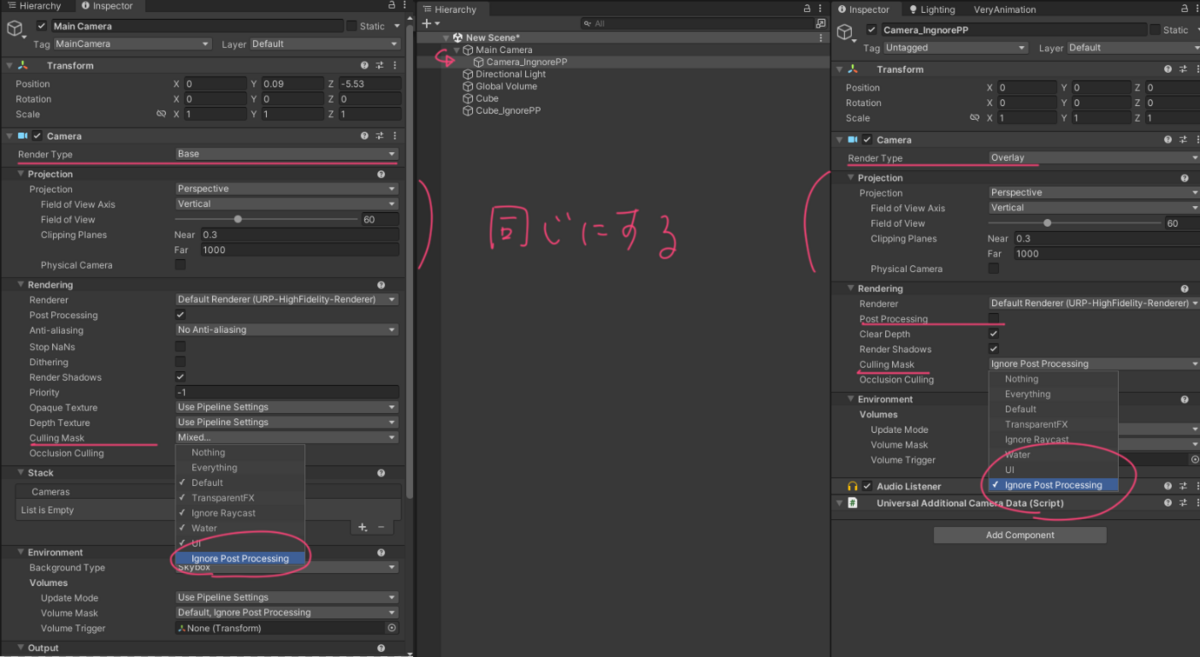 Hierarchy
Inspector
Main Camera
Static
Tag MainCamera Layer Default
Transform
Position X 0 Y 0.09 Z -5.53
Rotation X 0 Y 0 Z 0
Scale X 1 Y 1 Z 1
Camera
Render Type Base
Projection
Projection Perspective
Field of View Axis Vertical
Field of View 60
Clipping Planes Near 0.3
Far 1000
Physical Camera
Rendering
Renderer Default Renderer (URP-HighFidelity-Renderer)
Post Processing
Anti-aliasing No Anti-aliasing
Stop NaNs
Dithering
Render Shadows
Priority -1
Opaque Texture Use Pipeline Settings
Depth Texture Use Pipeline Settings
Culling Mask Mixed...
Occlusion Culling
Nothing
Everything
Default
TransparentFX
Ignore Raycast
Water
UI
Ignore Post Processing
Stack
Cameras
List is Empty
Environment
Background Type Skybox
Volumes
Update Mode Use Pipeline Settings
Volume Mask Default, Ignore Post Processing
Volume Trigger None (Transform)
Output
Hierarchy
All
New Scene*
Main Camera
Camera_IngnorePP
Directional Light
Global Volume
Cube
Cube_IgnorePP
同じにする
Inspector
Lighting
VeryAnimation
Camera_IngnorePP
Static
Tag Untagged Layer Default
Transform
Position X 0 Y 0 Z 0
Rotation X 0 Y 0 Z 0
Scale X 1 Y 1 Z 1
Camera
Render Type Overlay
Projection
Projection Perspective
Field of View Axis Vertical
Field of View 60
Clipping Planes Near 0.3
Far 1000
Physical Camera
Rendering
Renderer Default Renderer (URP-HighFidelity-Renderer)
Post Processing
Clear Depth
Render Shadows
Culling Mask Ignore Post Processing
Occlusion Culling
Nothing
Everything
Default
TransparentFX
Ignore Raycast
Water
UI
Ignore Post Processing
Environment
Volumes
Update Mode
Volume Mask
Volume Trigger
Audio Listener
Universal Additional Camera Data (Script)
Add Component